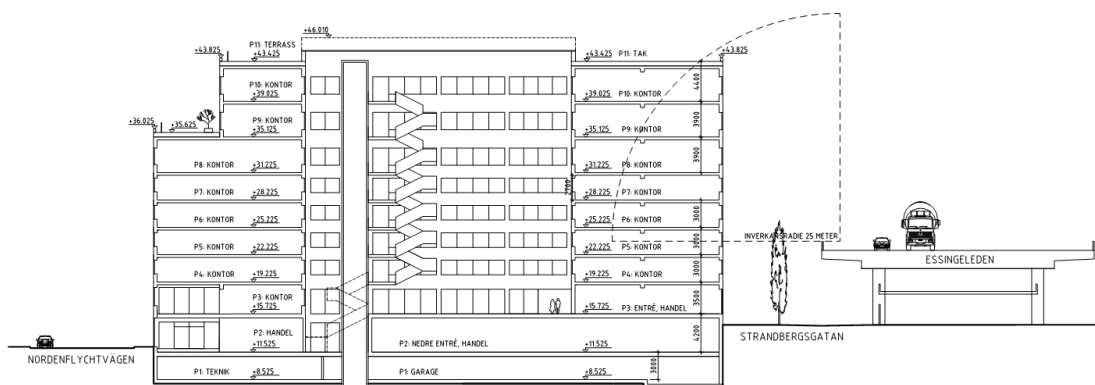 +46.010
+43.825
P11: TERRASS
+43.425
+43.425
P11: TAK
+43.825
P10: KONTOR
+39.025
+39.025
P10: KONTOR
4400
+36.025
+35.625
P9: KONTOR
+35.125
+35.125
P9: KONTOR
3900
P8: KONTOR
+31.225
+31.225
P8: KONTOR
3900
P7: KONTOR
+28.225
2700
+28.225
P7: KONTOR
P6: KONTOR
+25.225
+25.225
P6: KONTOR
3000
INVERKANSRADIE 25 METER
P5: KONTOR
+22.225
+22.225
P5: KONTOR
3000
ESSINGELEDEN
P4: KONTOR
+19.225
+19.225
P4: KONTOR
3000
P3: KONTOR
+15.725
+15.725
P3: ENTRÉ, HANDEL
3500
P2: HANDEL
+11.525
P2: NEDRE ENTRÉ, HANDEL
+11.525
4200
STRANDBERGSGATAN
NORDENFLYCHTVÄGEN
P1: TEKNIK
+8.525
P1: GARAGE
+8.525
3000